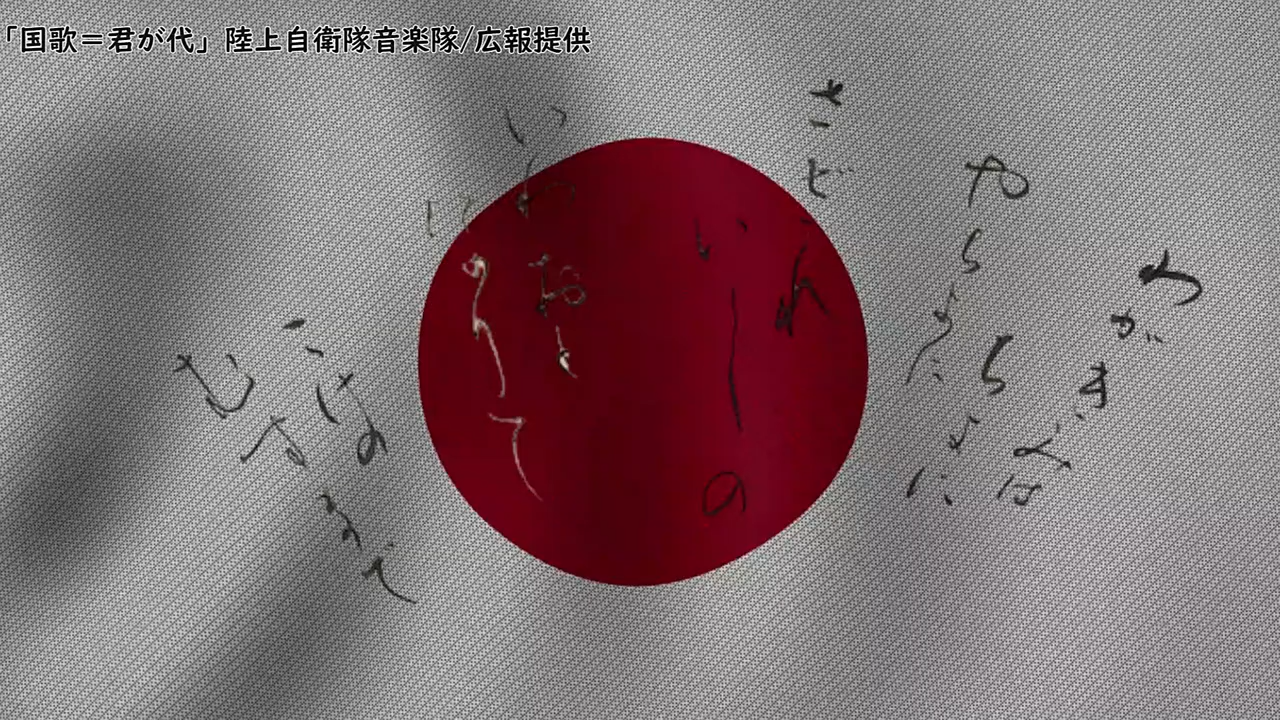 「国歌＝君が代」陸上自衛隊音楽隊/広報提供
わがきみは
ちよに
やちよに
さざれ
いしの
いわおと
なりて
こけの
むすまで